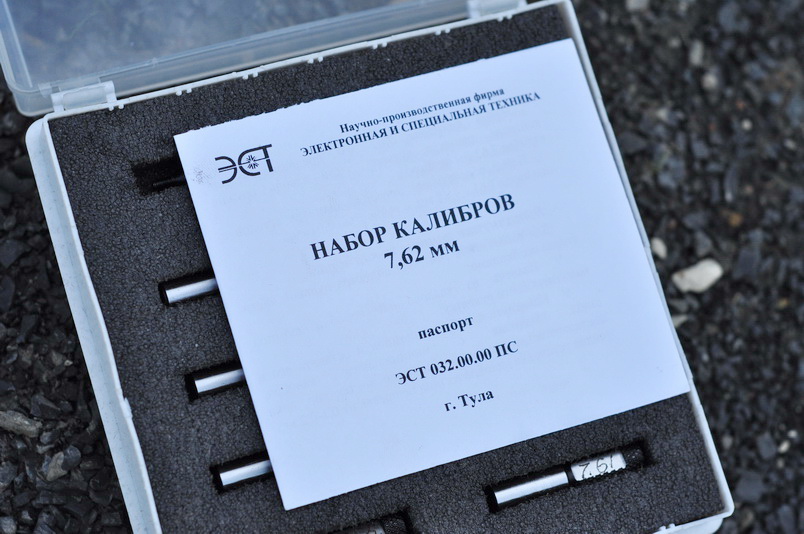 Научно-производственная фирма
ЭЛЕКТРОННАЯ И СПЕЦИАЛЬНАЯ ТЕХНИКА
ЭСТ
НАБОР КАЛИБРОВ
7,62 мм
паспорт
ЭСТ 032.00.00 ПС
г. Тула
7,61